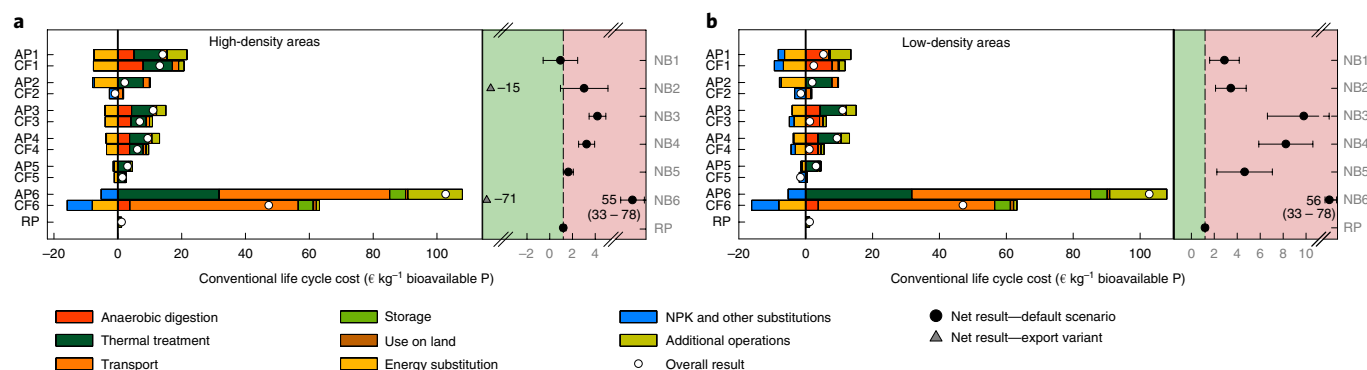 a
High-density areas
AP1
CF1
AP2
CF2
AP3
CF3
AP4
CF4
AP5
CF5
AP6
CF6
RP
−20
0
20
40
60
80
100
Conventional life cycle cost (€ kg⁻¹ bioavailable P)
−15
−71
55
(33 – 78)
−2
0
2
4
NB1
NB2
NB3
NB4
NB5
NB6
RP
b
Low-density areas
AP1
CF1
AP2
CF2
AP3
CF3
AP4
CF4
AP5
CF5
AP6
CF6
RP
−20
0
20
40
60
80
100
Conventional life cycle cost (€ kg⁻¹ bioavailable P)
56
(33 – 78)
0
2
4
6
8
10
NB1
NB2
NB3
NB4
NB5
NB6
RP
Anaerobic digestion
Thermal treatment
Transport
Storage
Use on land
Energy substitution
NPK and other substitutions
Additional operations
Overall result
Net result—default scenario
Net result—export variant